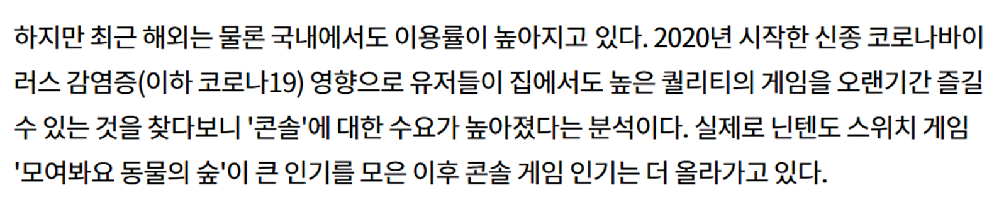 하지만 최근 해외는 물론 국내에서도 이용률이 높아지고 있다. 2020년 시작한 신종 코로나바이
러스 감염증(이하 코로나19) 영향으로 유저들이 집에서도 높은 퀄리티의 게임을 오랜기간 즐길
수 있는 것을 찾다보니 '콘솔'에 대한 수요가 높아졌다는 분석이다. 실제로 닌텐도 스위치 게임
'모여봐요 동물의 숲'이 큰 인기를 모은 이후 콘솔 게임 인기는 더 올라가고 있다.